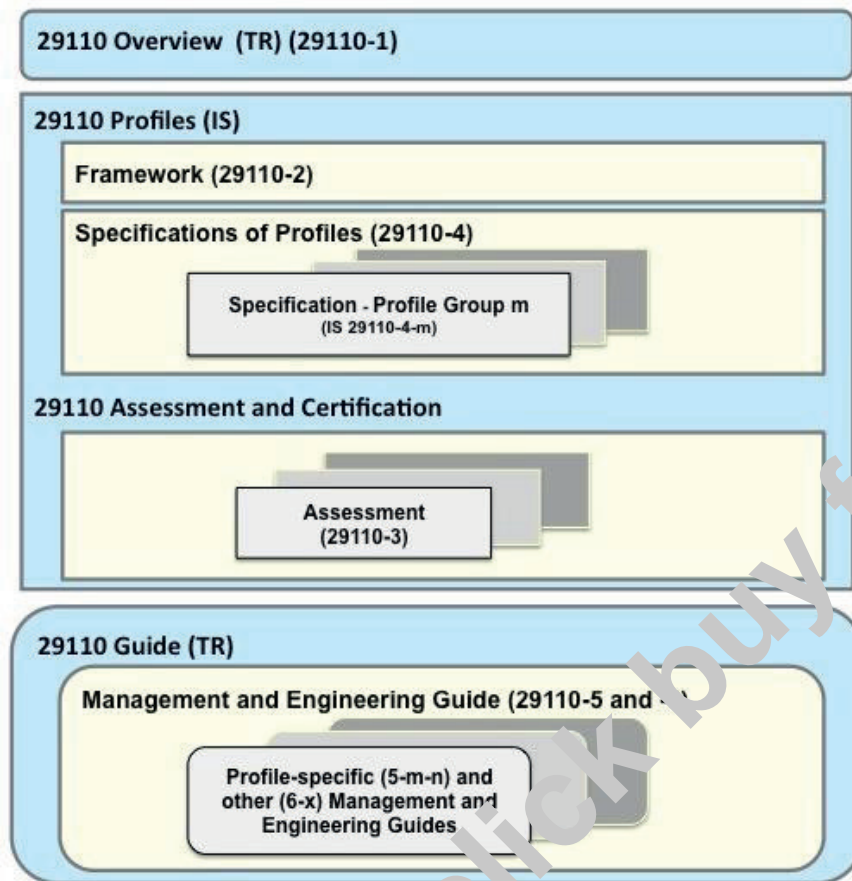 29110 Overview (TR) (29110-1)
29110 Profiles (IS)
Framework (29110-2)
Specifications of Profiles (29110-4)
Specification - Profile Group m
(IS 29110-4-m)
29110 Assessment and Certification
Assessment
(29110-3)
29110 Guide (TR)
Management and Engineering Guide (29110-5 and
Profile-specific (5-m-n) and
other (6-x) Management and
Engineering Guides
click buy